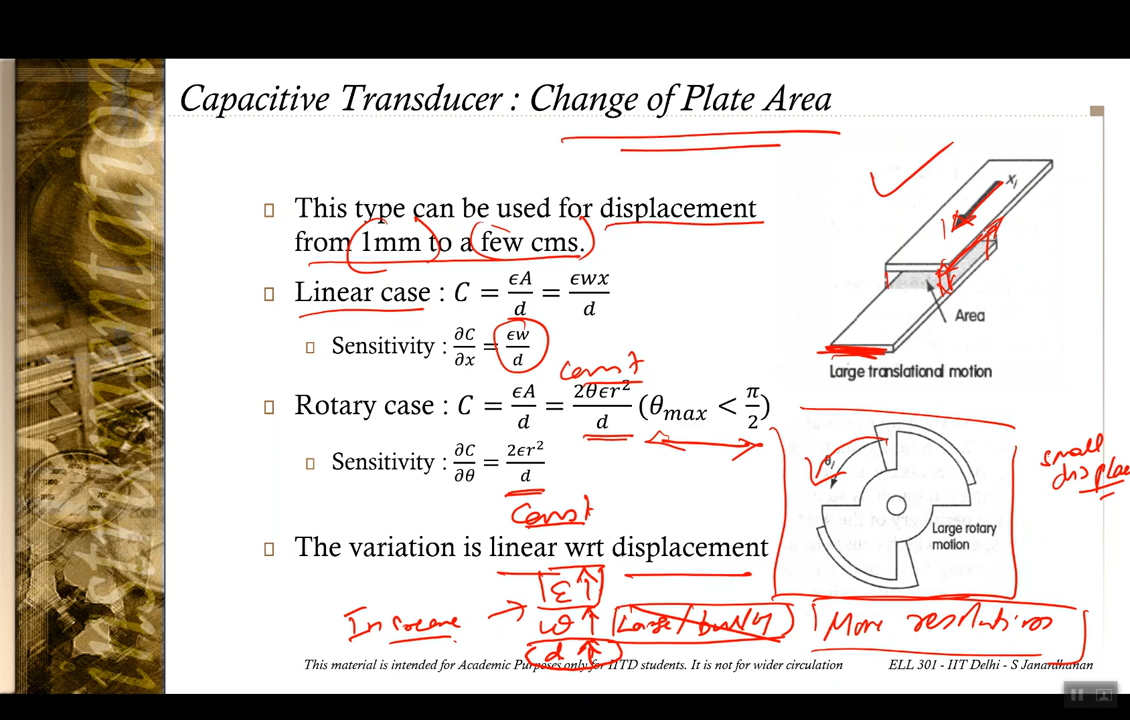 Capacitive Transducer : Change of Plate Area
This type can be used for displacement
from 1mm to a few cms.
Linear case : C = ϵA/d = ϵwx/d
Sensitivity : ∂C/∂x = ϵw/d
const
Rotary case : C = ϵA/d = 2θϵr²/d (θmax < π/2)
Sensitivity : ∂C/∂θ = 2ϵr²/d
Const
The variation is linear wrt displacement
xi
Area
Large translational motion
θi
Large rotary
motion
small
displace
Increase → ε ↑
w ↑
d ↑
More
This material is intended for Academic Purposes only for IITD students. It is not for wider circulation
ELL 301 - IIT Delhi - S Janardhanan